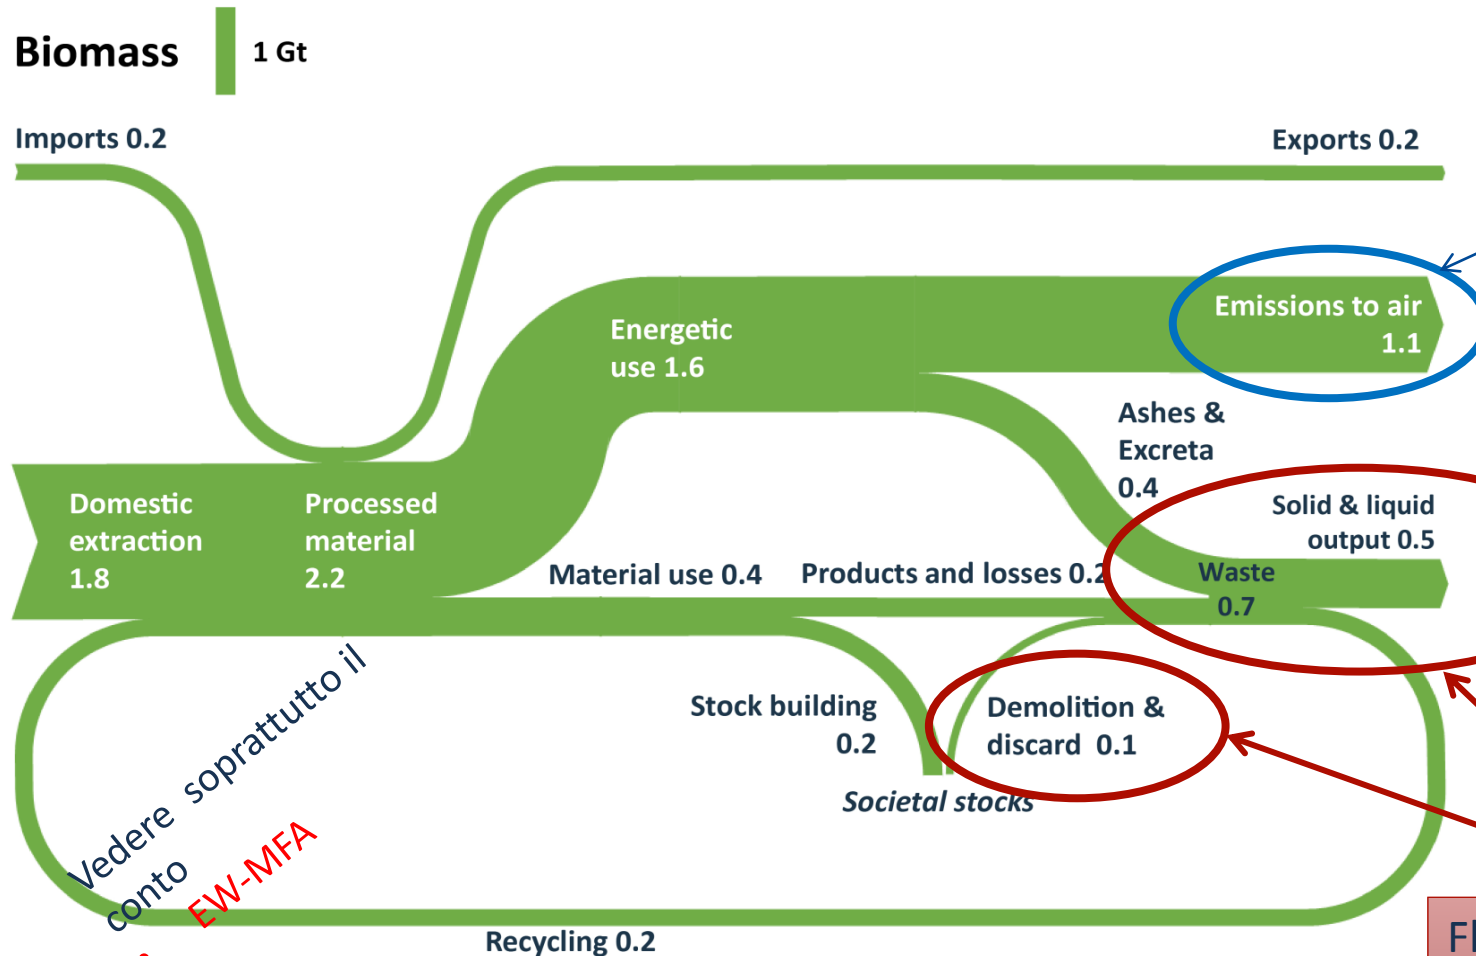 Biomass
1 Gt
Imports 0.2
Exports 0.2
Energetic
use 1.6
Emissions to air
1.1
Ashes &
Excreta
0.4
Domestic
extraction
1.8
Processed
material
2.2
Solid & liquid
output 0.5
Material use 0.4
Products and losses 0.2
Waste
0.7
Stock building
0.2
Demolition &
discard 0.1
Societal stocks
Vedere soprattutto il
conto
EW-MFA
Recycling 0.2